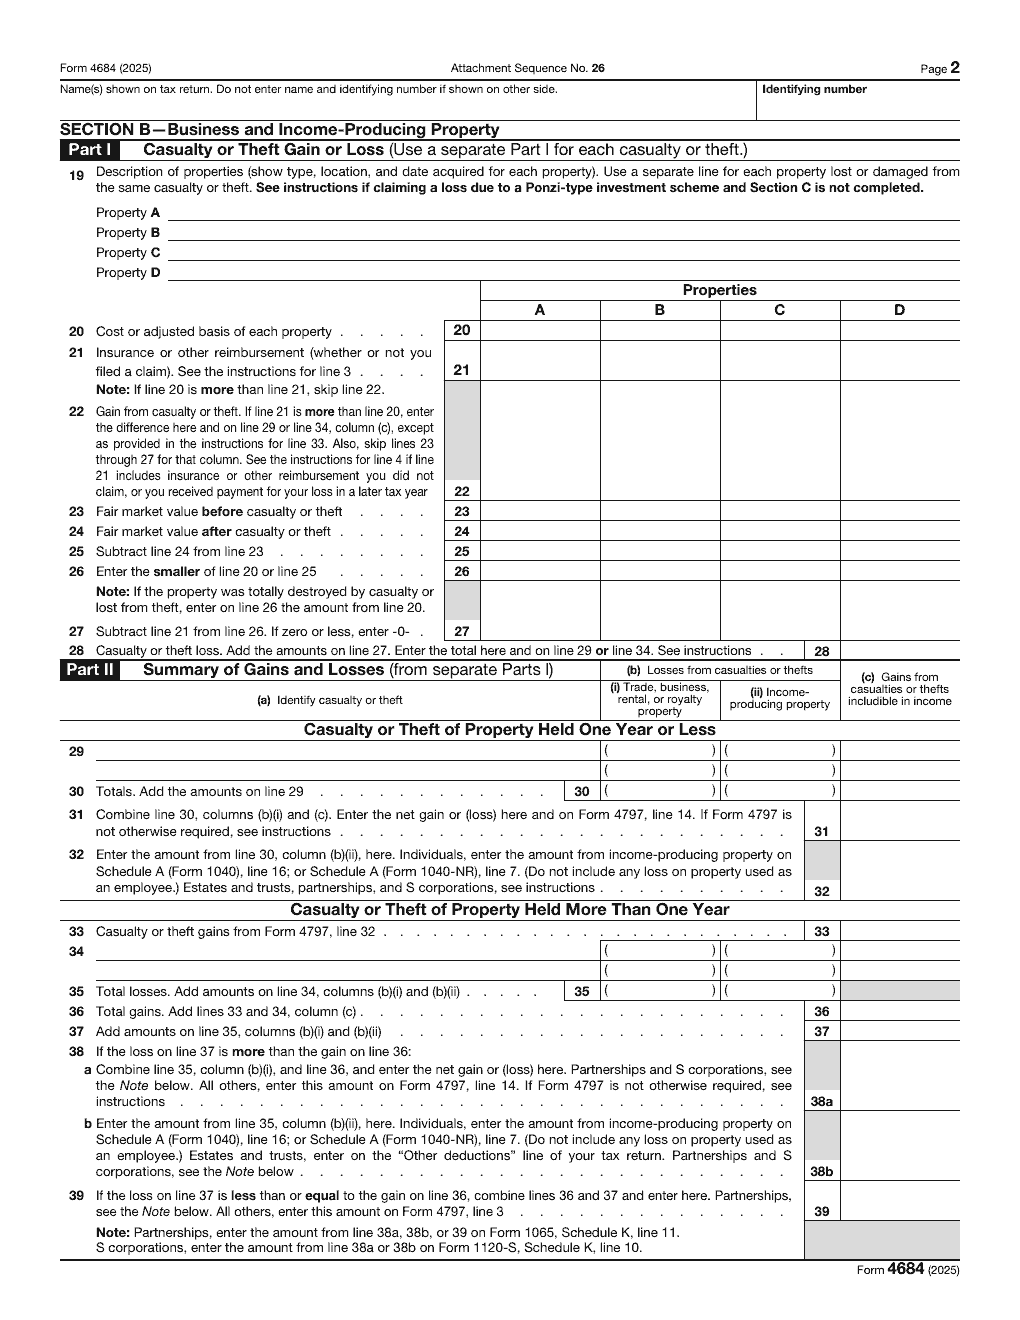 Form 4684 (2025) Attachment Sequence No. 26 Page 2
Name(s) shown on tax return. Do not enter name and identifying number if shown on other side. Identifying number
SECTION B—Business and Income-Producing Property
Part I Casualty or Theft Gain or Loss (Use a separate Part I for each casualty or theft.)
19 Description of properties (show type, location, and date acquired for each property). Use a separate line for each property lost or damaged from
the same casualty or theft. See instructions if claiming a loss due to a Ponzi-type investment scheme and Section C is not completed.
Property A
Property B
Property C
Property D
Properties
A B C D
20 Cost or adjusted basis of each property . . . . . 20
21 Insurance or other reimbursement (whether or not you
filed a claim). See the instructions for line 3 . . . . 21
Note: If line 20 is more than line 21, skip line 22.
22 Gain from casualty or theft. If line 21 is more than line 20, enter
the difference here and on line 29 or line 34, column (c), except
as provided in the instructions for line 33. Also, skip lines 23
through 27 for that column. See the instructions for line 4 if line
21 includes insurance or other reimbursement you did not
claim, or you received payment for your loss in a later tax year 22
23 Fair market value before casualty or theft . . . . 23
24 Fair market value after casualty or theft . . . . . 24
25 Subtract line 24 from line 23 . . . . . . . . 25
26 Enter the smaller of line 20 or line 25 . . . . . 26
Note: If the property was totally destroyed by casualty or
lost from theft, enter on line 26 the amount from line 20.
27 Subtract line 21 from line 26. If zero or less, enter -0- . 27
28 Casualty or theft loss. Add the amounts on line 27. Enter the total here and on line 29 or line 34. See instructions . . 28
Part II Summary of Gains and Losses (from separate Parts I) (b) Losses from casualties or thefts (c) Gains from
casualties or thefts
includible in income
(a) Identify casualty or theft (i) Trade, business,
rental, or royalty
property (ii) Income-
producing property
Casualty or Theft of Property Held One Year or Less
29 ( ) ( )
( ) ( )
30 Totals. Add the amounts on line 29 . . . . . . . . . . . . 30 ( ) ( )
31 Combine line 30, columns (b)(i) and (c). Enter the net gain or (loss) here and on Form 4797, line 14. If Form 4797 is
not otherwise required, see instructions . . . . . . . . . . . . . . . . . . . . . . . 31
32 Enter the amount from line 30, column (b)(ii), here. Individuals, enter the amount from income-producing property on
Schedule A (Form 1040), line 16; or Schedule A (Form 1040-NR), line 7. (Do not include any loss on property used as
an employee.) Estates and trusts, partnerships, and S corporations, see instructions . . . . . . . . . . 32
Casualty or Theft of Property Held More Than One Year
33 Casualty or theft gains from Form 4797, line 32 . . . . . . . . . . . . . . . . . . . . . 33
34 ( ) ( )
( ) ( )
35 Total losses. Add amounts on line 34, columns (b)(i) and (b)(ii) . . . . . 35 ( ) ( )
36 Total gains. Add lines 33 and 34, column (c) . . . . . . . . . . . . . . . . . . . . . . 36
37 Add amounts on line 35, columns (b)(i) and (b)(ii) . . . . . . . . . . . . . . . . . . . . 37
38 If the loss on line 37 is more than the gain on line 36:
a Combine line 35, column (b)(i), and line 36, and enter the net gain or (loss) here. Partnerships and S corporations, see
the Note below. All others, enter this amount on Form 4797, line 14. If Form 4797 is not otherwise required, see
instructions . . . . . . . . . . . . . . . . . . . . . . . . . . . . . 38a
b Enter the amount from line 35, column (b)(ii), here. Individuals, enter the amount from income-producing property on
Schedule A (Form 1040), line 16; or Schedule A (Form 1040-NR), line 7. (Do not include any loss on property used as
an employee.) Estates and trusts, enter on the “Other deductions” line of your tax return. Partnerships and S
corporations, see the Note below . . . . . . . . . . . . . . . . . . . . . . . . . 38b
39 If the loss on line 37 is less than or equal to the gain on line 36, combine lines 36 and 37 and enter here. Partnerships,
see the Note below. All others, enter this amount on Form 4797, line 3 . . . . . . . . . . . . . . 39
Note: Partnerships, enter the amount from line 38a, 38b, or 39 on Form 1065, Schedule K, line 11.
S corporations, enter the amount from line 38a or 38b on Form 1120-S, Schedule K, line 10.
Form 4684 (2025)